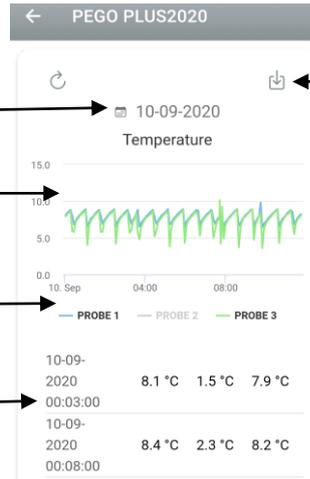 PEGO PLUS2020
10-09-2020
Temperature
15.0
10.0
5.0
0.0
10. Sep 04:00 08:00
PROBE 1 PROBE 2 PROBE 3
10-09-
2020 8.1 °C 1.5 °C 7.9 °C
00:03:00
10-09-
2020 8.4 °C 2.3 °C 8.2 °C
00:08:00